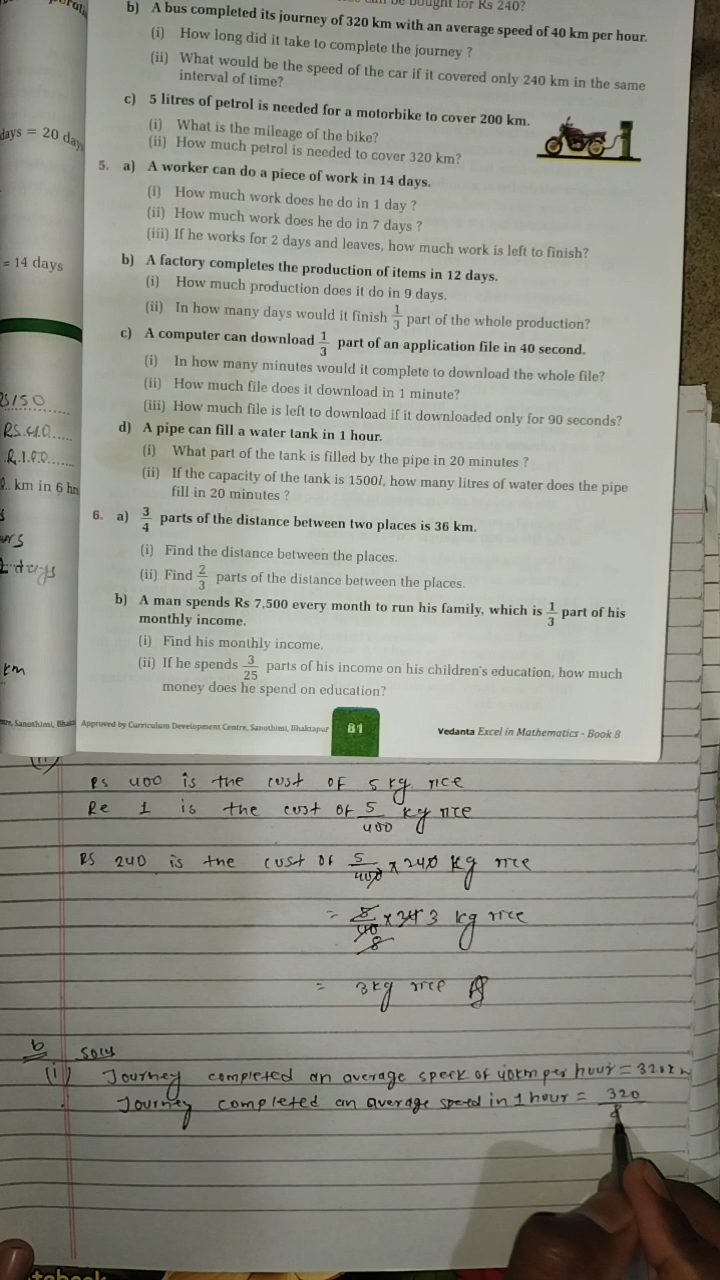 be bought for Rs 240?
b) A bus completed its journey of 320 km with an average speed of 40 km per hour.
(i) How long did it take to complete the journey ?
(ii) What would be the speed of the car if it covered only 240 km in the same
interval of time?
c) 5 litres of petrol is needed for a motorbike to cover 200 km.
(i) What is the mileage of the bike?
(ii) How much petrol is needed to cover 320 km?
days = 20 days
5. a) A worker can do a piece of work in 14 days.
(i) How much work does he do in 1 day ?
(ii) How much work does he do in 7 days ?
(iii) If he works for 2 days and leaves, how much work is left to finish?
= 14 days
b) A factory completes the production of items in 12 days.
(i) How much production does it do in 9 days.
(ii) In how many days would it finish 1/3 part of the whole production?
c) A computer can download 1/3 part of an application file in 40 second.
(i) In how many minutes would it complete to download the whole file?
(ii) How much file does it download in 1 minute?
(iii) How much file is left to download if it downloaded only for 90 seconds?
d) A pipe can fill a water tank in 1 hour.
(i) What part of the tank is filled by the pipe in 20 minutes ?
(ii) If the capacity of the tank is 1500l, how many litres of water does the pipe
fill in 20 minutes ?
km in 6 hr
6. a) 3/4 parts of the distance between two places is 36 km.
(i) Find the distance between the places.
(ii) Find 2/3 parts of the distance between the places.
b) A man spends Rs 7,500 every month to run his family, which is 1/3 part of his
monthly income.
(i) Find his monthly income.
(ii) If he spends 3/25 parts of his income on his children's education, how much
money does he spend on education?
km
Approved by Curriculum Development Centre, Sanothimi, Bhaktapur 81 Vedanta Excel in Mathematics - Book 8
(ii)
Rs 400 is the cost of 5 kg rice
Re 1 is the cost of 5/400 kg rice
RS 240 is the cost of 5/400 x 240 kg rice
= 5/40 x 24 3 kg rice
8
= 3kg rice
b Soln
(i) Journey completed an average speek of 40km per hour = 320km
Journey completed an average speed in 1 hour = 320/8